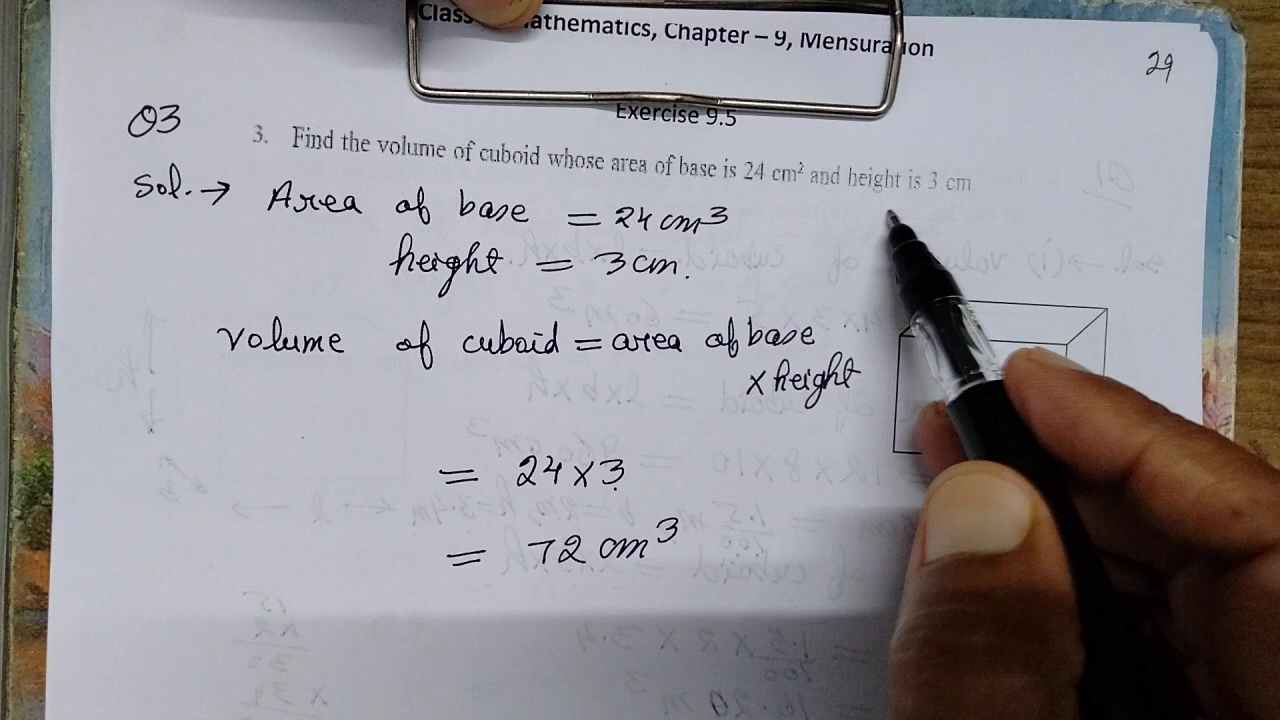 Class Mathematics, Chapter – 9, Mensuration
29
Exercise 9.5
Q3
3. Find the volume of cuboid whose area of base is 24 cm² and height is 3 cm
Sol. → Area of base = 24 cm³
height = 3 cm.
Volume of cuboid = area of base
x height
= 24 x 3
= 72 cm³